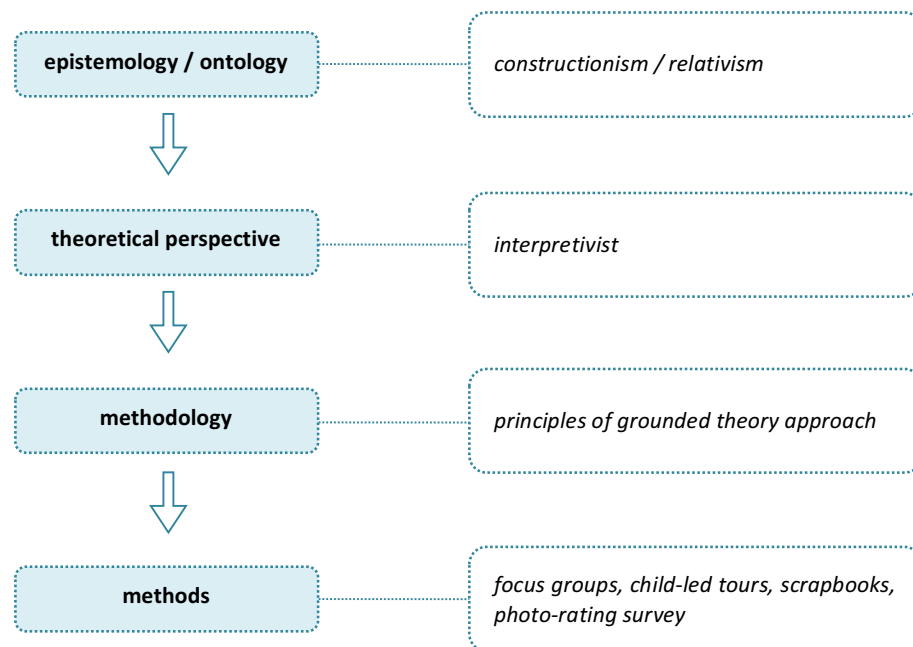 epistemology / ontology
constructionism / relativism
theoretical perspective
interpretivist
methodology
principles of grounded theory approach
methods
focus groups, child-led tours, scrapbooks,
photo-rating survey